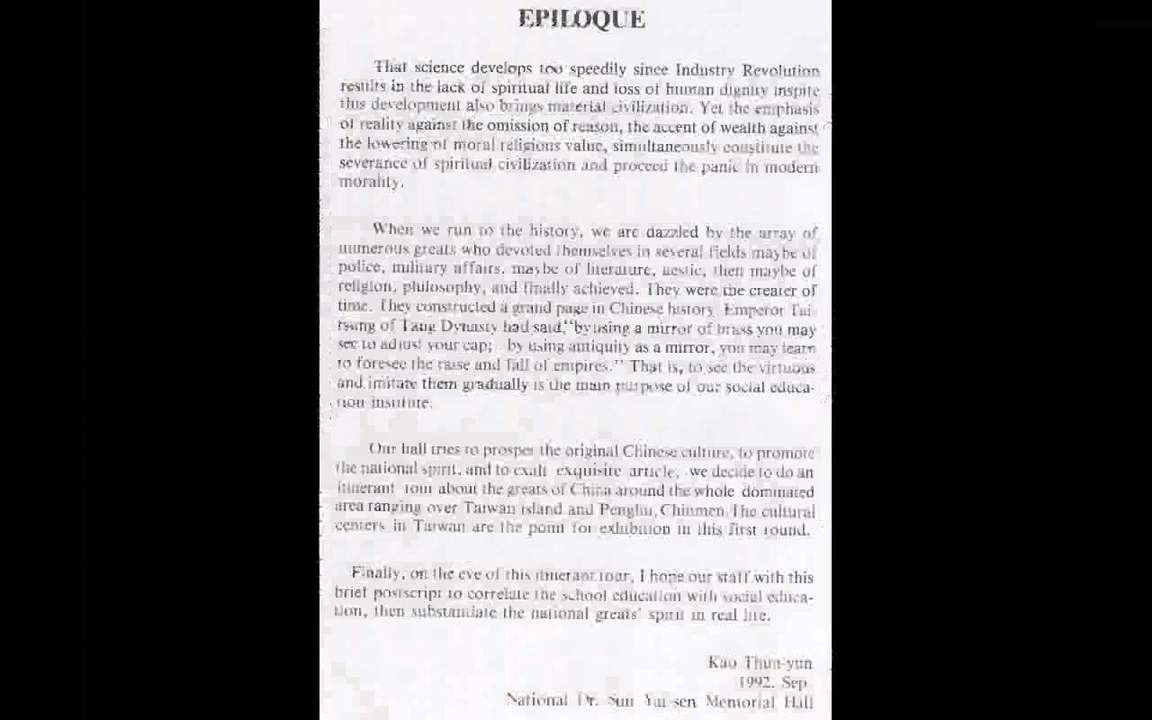 EPILOQUE
That science develops too speedily since Industry Revolution
results in the lack of spiritual life and loss of human dignity inspite
this development also brings material civilization. Yet the emphasis
of reality against the omission of reason, the accent of wealth against
the lowering of moral religious value, simultaneously constitute the
severance of spiritual civilization and proceed the panic in modern
morality.
When we run to the history, we are dazzled by the array of
numerous greats who devoted themselves in several fields maybe of
police, military affairs, maybe of literature, aestic, then maybe of
religion, philosophy, and finally achieved. They were the creater of
time. They constructed a grand page in Chinese history. Emperor Tai-
tsung of Tang Dynasty had said,"by using a mirror of brass you may
see to adjust your cap; by using antiquity as a mirror, you may learn
to foresee the raise and fall of empires." That is, to see the virtuous
and imitate them gradually is the main purpose of our social educa-
tion institute.
Our hall tries to prosper the original Chinese culture, to promote
the national spirit, and to exalt exquisite article, we decide to do an
itinerant tour about the greats of China around the whole dominated
area ranging over Taiwan island and Penghu, Chinmen. The cultural
centers in Taiwan are the point for exhibition in this first round.
Finally, on the eve of this itinerant tour, I hope our staff with this
brief postscript to correlate the school education with social educa-
tion, then substantiate the national greats' spirit in real life.
Kao Thun-yun
1992. Sep
National Dr. Sun Yat-sen Memorial Hall